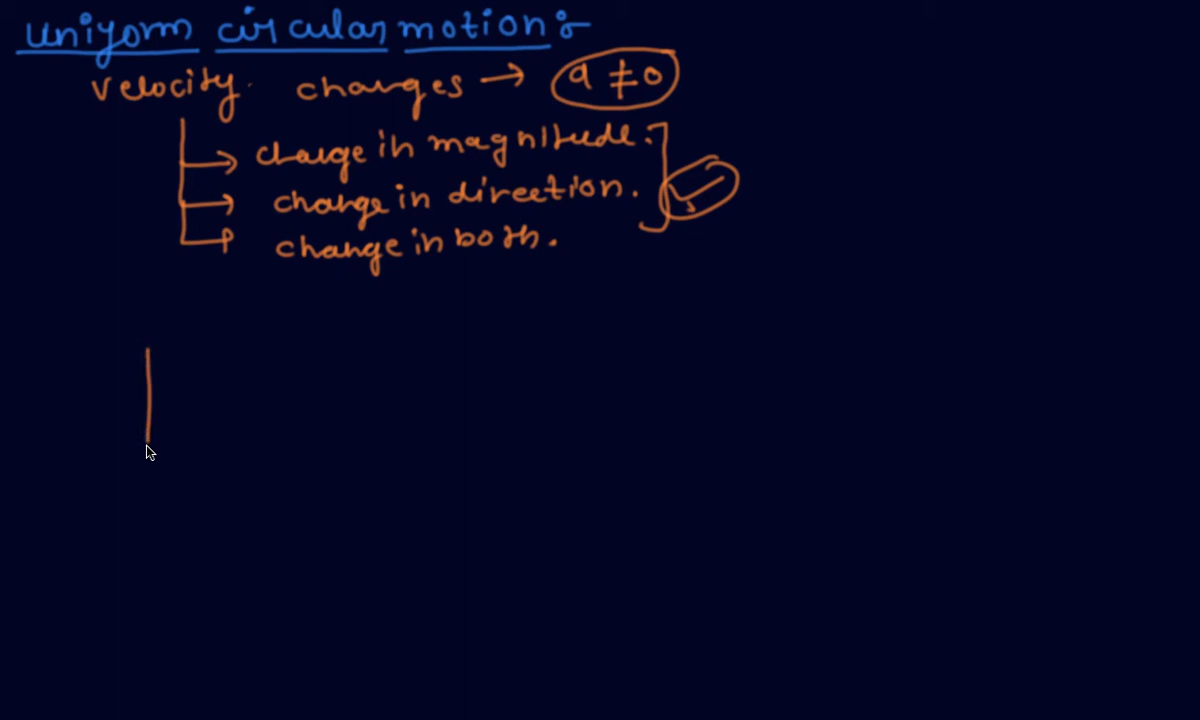 uniform circular motion:
velocity changes → a ≠ 0
change in magnitude.
change in direction.
change in both.